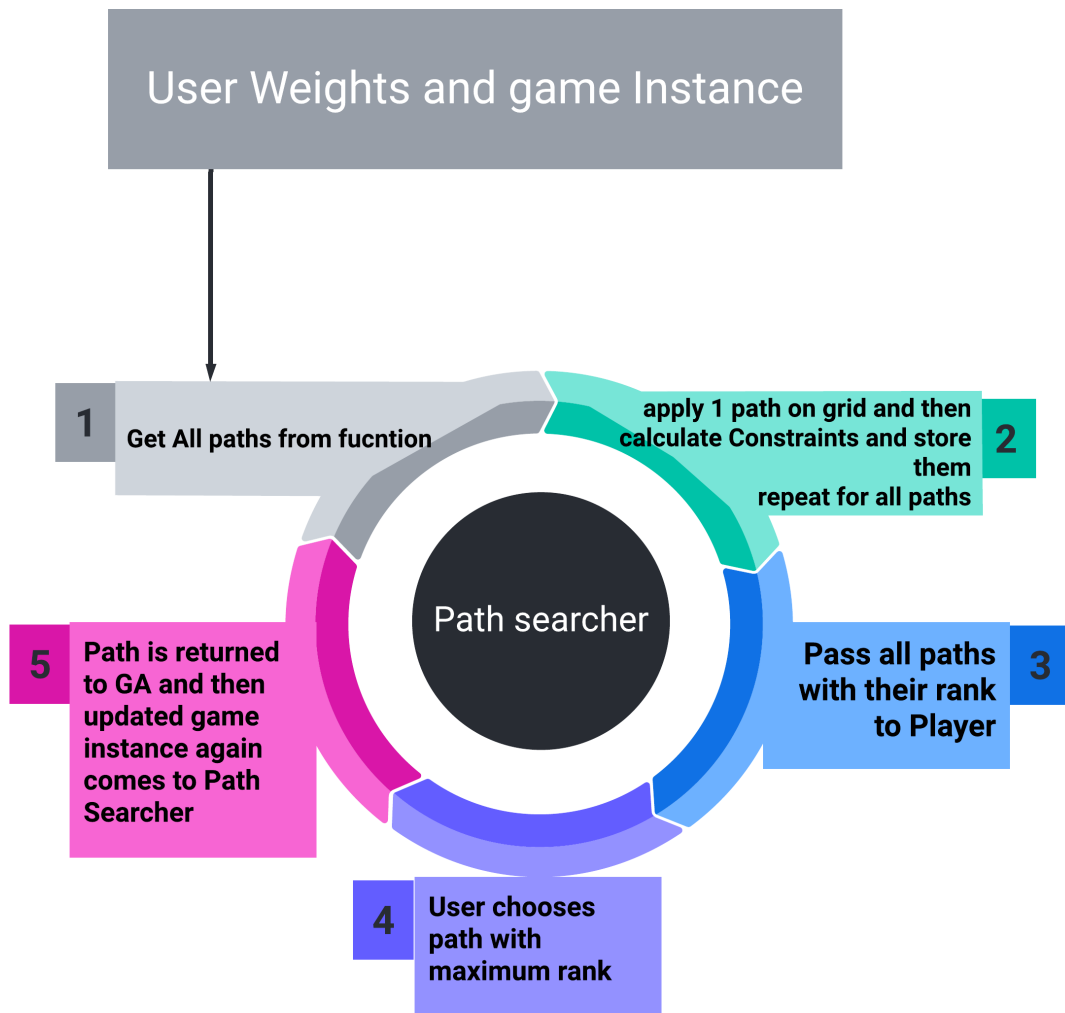 User Weights and game Instance
1
Get All paths from fucntion
apply 1 path on grid and then
calculate Constraints and store
them
repeat for all paths
2
Path searcher
Pass all paths
with their rank
to Player
3
User chooses
path with
maximum rank
4
5
Path is returned
to GA and then
updated game
instance again
comes to Path
Searcher